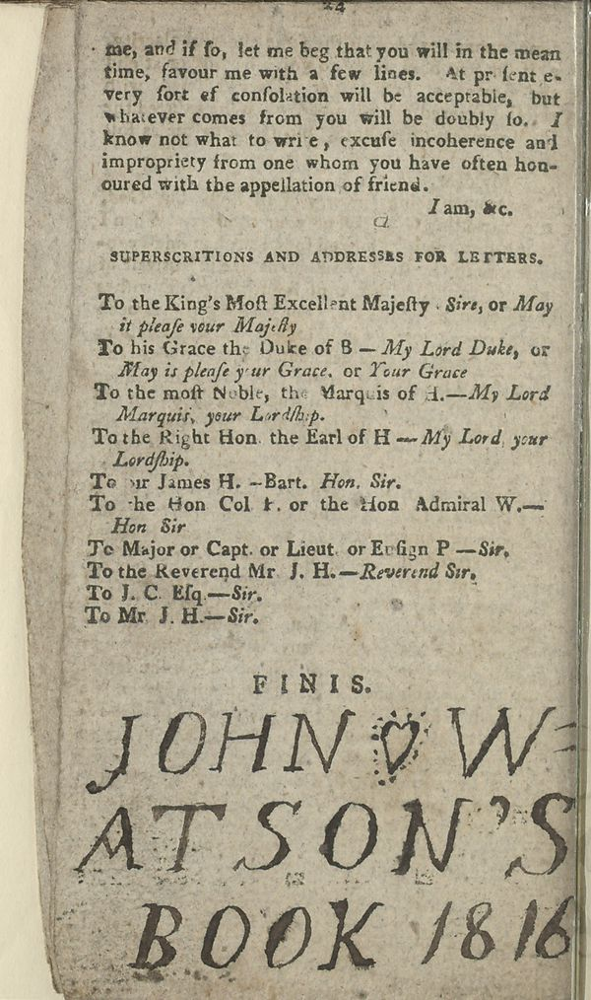 24
me, and if ſo, let me beg that you will in the mean
time, favour me with a few lines. At preſent e-
very ſort of conſolation will be acceptable, but
whatever comes from you will be doubly ſo. I
know not what to write, excuſe incoherence and
impropriety from one whom you have often hon-
oured with the appellation of friend.
I am, &c.
SUPERSCRITIONS AND ADDRESSES FOR LETTERS.
To the King's Moſt Excellent Majeſty. Sire, or May
it pleaſe your Majeſty
To his Grace the Duke of B — My Lord Duke, or
May it pleaſe your Grace, or Your Grace
To the moſt Noble, the Marquis of H.—My Lord
Marquis, your Lordſhip.
To the Right Hon. the Earl of H — My Lord, your
Lordſhip.
To Sir James H. —Bart. Hon. Sir.
To the Hon Col F. or the Hon Admiral W.—
Hon Sir
To Major or Capt. or Lieut. or Enſign P —Sir.
To the Reverend Mr. J. H.—Reverend Sir.
To J. C. Eſq.—Sir.
To Mr. J. H.—Sir.
FINIS.
JOHN W=
ATSON'S
BOOK 1816